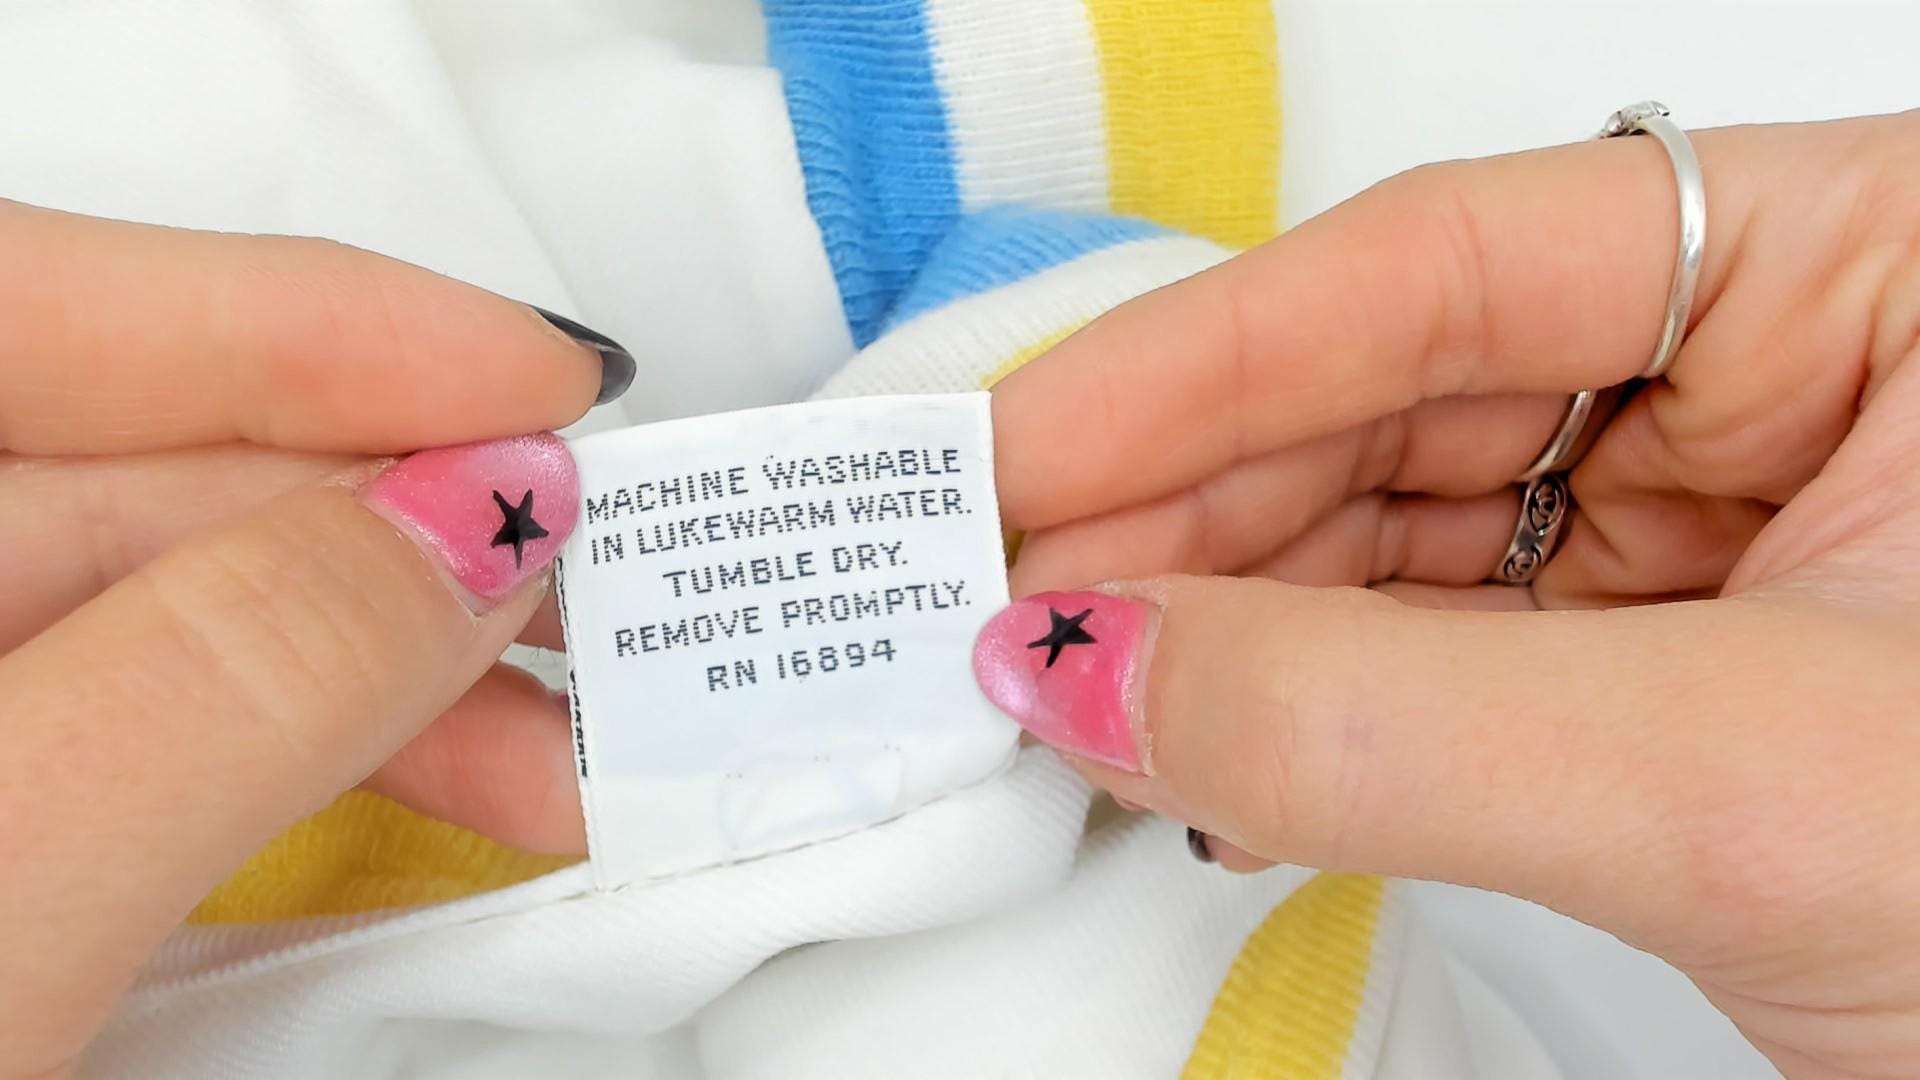 MACHINE WASHABLE
IN LUKEWARM WATER.
TUMBLE DRY.
REMOVE PROMPTLY.
RN 16894